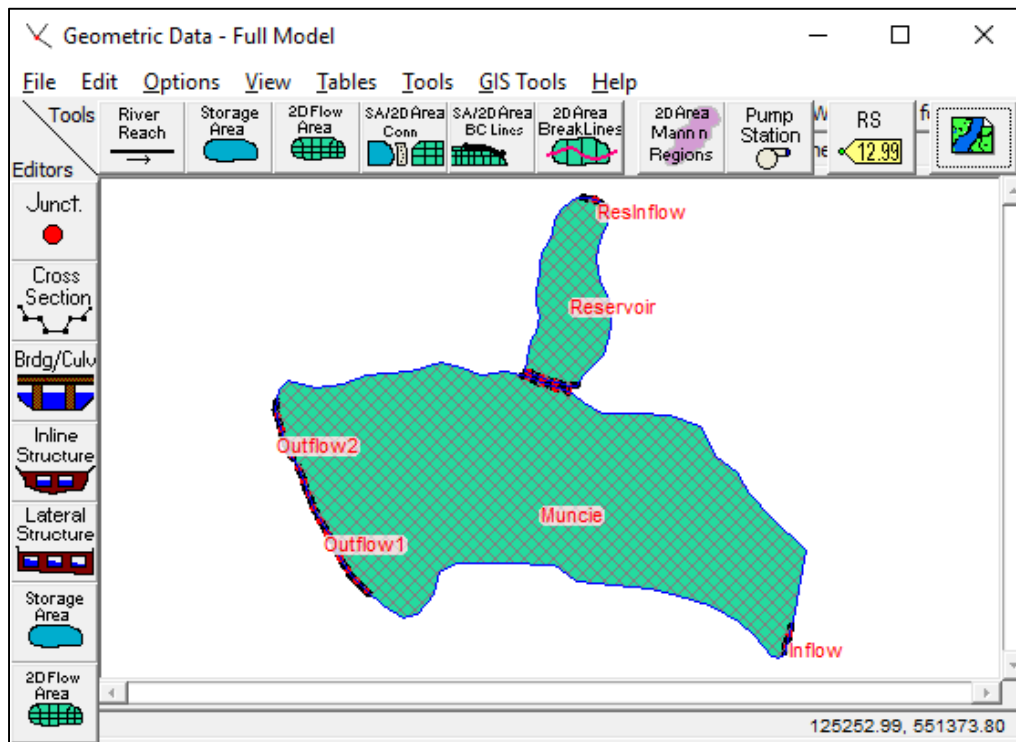 Geometric Data - Full Model
File Edit Options View Tables Tools GIS Tools Help
Tools
Editors
River
Reach
Storage
Area
2D Flow
Area
SA/2D Area
Conn
SA/2D Area
BC Lines
2D Area
BreakLines
2D Area
Mann n
Regions
Pump
Station
RS
12.99
Junct.
Cross
Section
Brdg/Culv
Inline
Structure
Lateral
Structure
Storage
Area
2D Flow
Area
ResInflow
Reservoir
Outflow2
Muncie
Outflow1
Inflow
125252.99, 551373.80